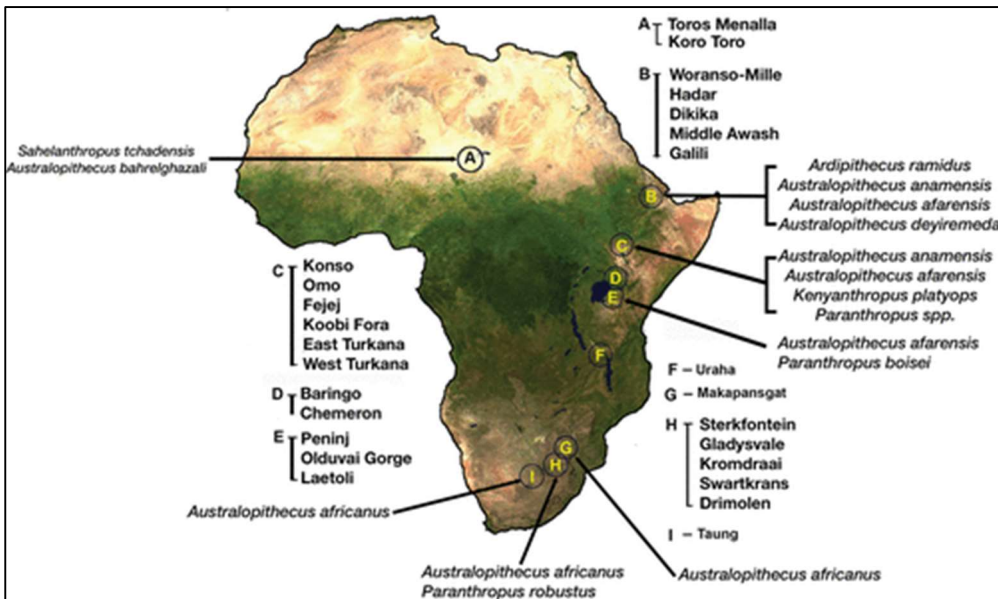 A Toros Menalla
Koro Toro
B Woranso-Mille
Hadar
Dikika
Middle Awash
Galili
Sahelanthropus tchadensis
Australopithecus bahrelghazali
A
B
Ardipithecus ramidus
Australopithecus anamensis
Australopithecus afarensis
Australopithecus deyiremeda
C
D
E
Australopithecus anamensis
Australopithecus afarensis
Kenyanthropus platyops
Paranthropus spp.
C Konso
Omo
Fejej
Koobi Fora
East Turkana
West Turkana
Australopithecus afarensis
Paranthropus boisei
F
F – Uraha
G – Makapansgat
D Baringo
Chemeron
E Peninj
Olduvai Gorge
Laetoli
H Sterkfontein
Gladysvale
Kromdraai
Swartkrans
Drimolen
G
H
I
Australopithecus africanus
I – Taung
Australopithecus africanus
Paranthropus robustus
Australopithecus africanus